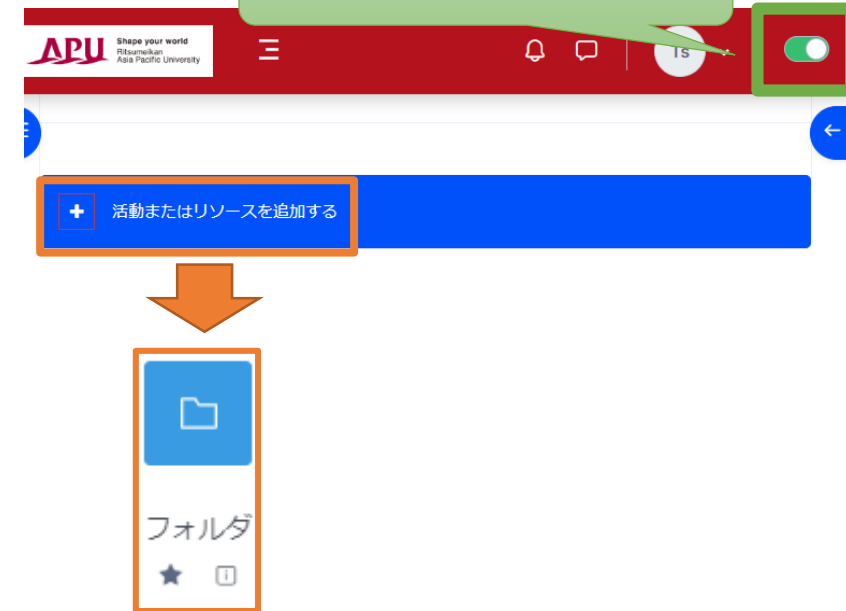 APU
Shape your world
Ritsumeikan
Asia Pacific University
TS
活動またはリソースを追加する
フォルダ